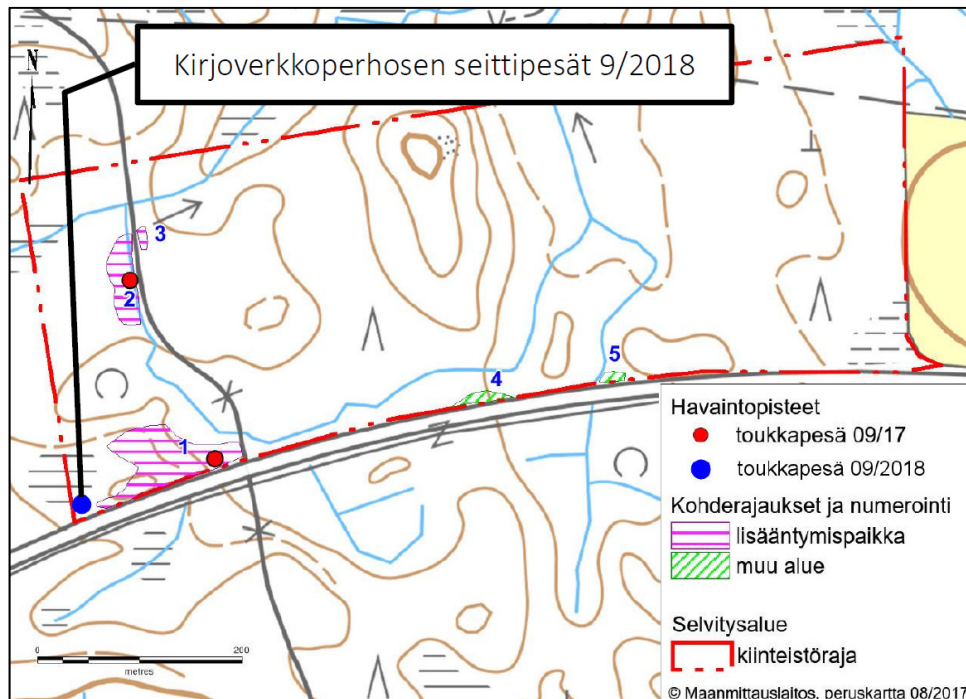 Kirjoverkkoperhosen seittipesät 9/2018
N
3
2
5
4
1
Havaintopisteet
toukkapesä 09/17
toukkapesä 09/2018
Kohderajaukset ja numerointi
lisääntymispaikka
muu alue
Selvitysalue
kiinteistöraja
0 200
metres
© Maanmittauslaitos, peruskartta 08/2017